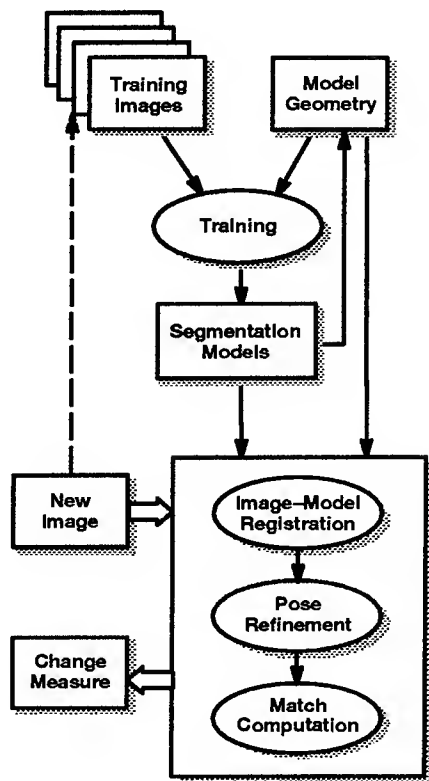 Training
Images
Model
Geometry
Training
Segmentation
Models
New
Image
Image–Model
Registration
Pose
Refinement
Change
Measure
Match
Computation